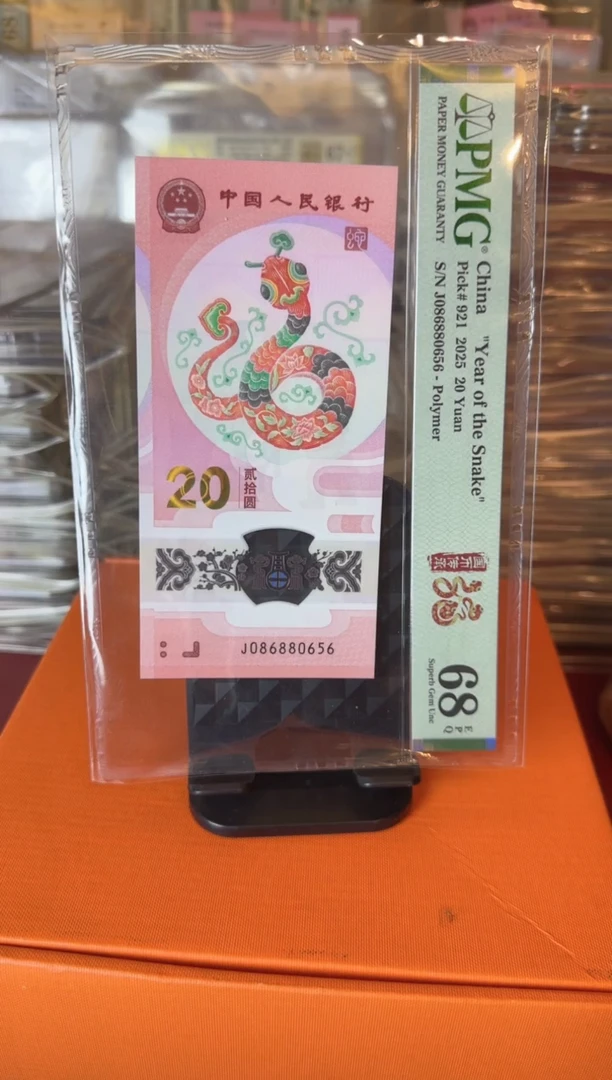 中国人民银行
20
贰拾圆
J086880656
PMG®
PAPER MONEY GUARANTY
China "Year of the Snake"
Pick# 921 2025 20 Yuan
S/N J086880656 - Polymer
68
EPQ
Superb Gem Unc